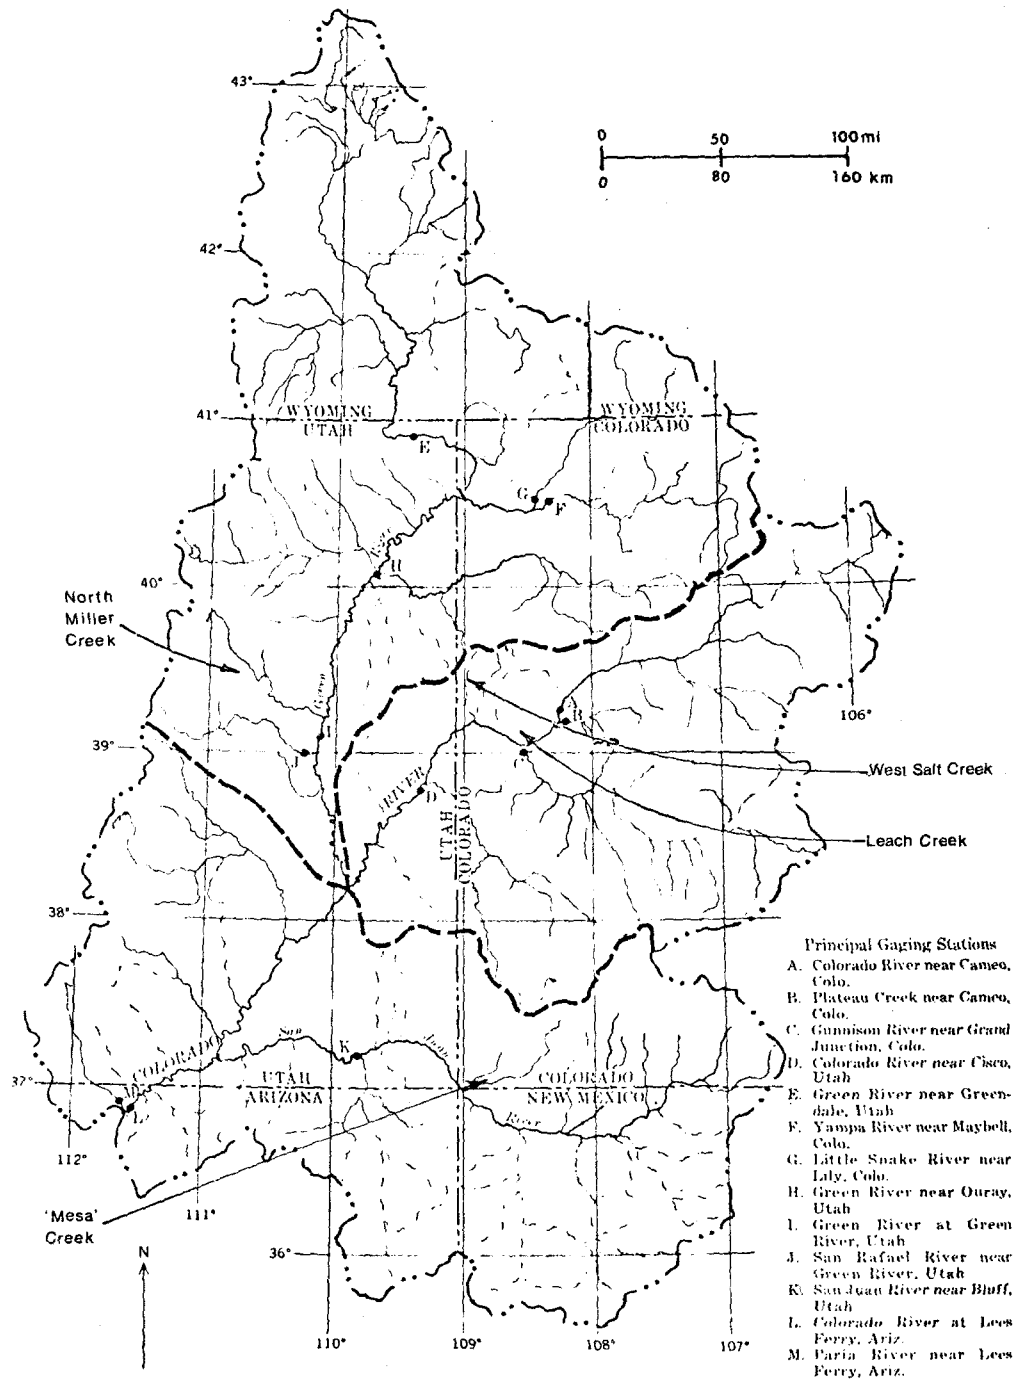 43°
0 50 100 mi
0 80 160 km
42°
41°
WYOMING
UTAH
WYOMING
COLORADO
E
G
F
H
40°
North
Miller
Creek
Green
A
B
106°
39°
I
J
C
West Salt Creek
RIVER
D
UTAH
COLORADO
Leach Creek
38°
Principal Gaging Stations
A. Colorado River near Cameo,
Colo.
B. Plateau Creek near Cameo,
Colo.
C. Gunnison River near Grand
Junction, Colo.
D. Colorado River near Cisco,
Utah
E. Green River near Green-
dale, Utah
F. Yampa River near Maybell,
Colo.
G. Little Snake River near
Lily, Colo.
H. Green River near Ouray,
Utah
I. Green River at Green
River, Utah
J. San Rafael River near
Green River, Utah
K. San Juan River near Bluff,
Utah
L. Colorado River at Lees
Ferry, Ariz.
M. Paria River near Lees
Ferry, Ariz.
San
Juan
River
K
COLORADO
37°
UTAH
ARIZONA
COLORADO
NEW MEXICO
M
L
112°
111°
'Mesa'
Creek
N
36°
110°
109°
108°
107°